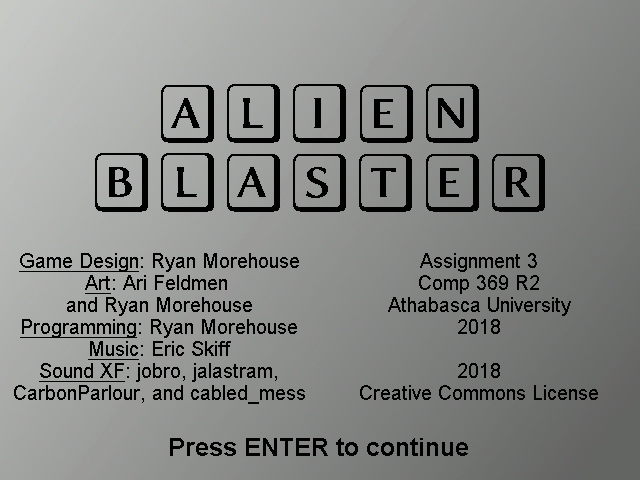 ALIEN
BLASTER
Game Design: Ryan Morehouse
Art: Ari Feldmen
and Ryan Morehouse
Programming: Ryan Morehouse
Music: Eric Skiff
Sound XF: jobro, jalastram,
CarbonParlour, and cabled_mess
Assignment 3
Comp 369 R2
Athabasca University
2018
2018
Creative Commons License
Press ENTER to continue